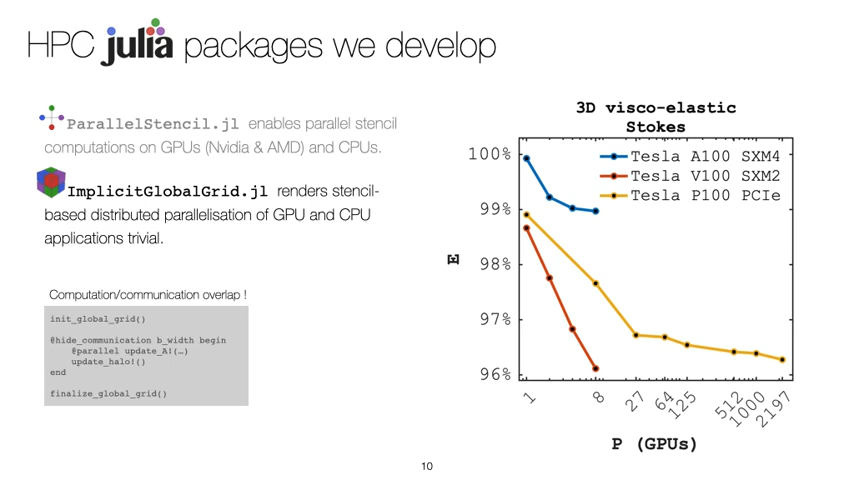 HPC julia packages we develop
ParallelStencil.jl enables parallel stencil
computations on GPUs (Nvidia & AMD) and CPUs.
ImplicitGlobalGrid.jl renders stencil-
based distributed parallelisation of GPU and CPU
applications trivial.
Computation/communication overlap !
init_global_grid()
@hide_communication b_width begin
@parallel update_A!(…)
update_halo!()
end
finalize_global_grid()
3D visco-elastic
Stokes
Tesla A100 SXM4
Tesla V100 SXM2
Tesla P100 PCIe
100%
99%
98%
97%
96%
E
1
8
27
64
125
512
1000
2197
P (GPUs)
10